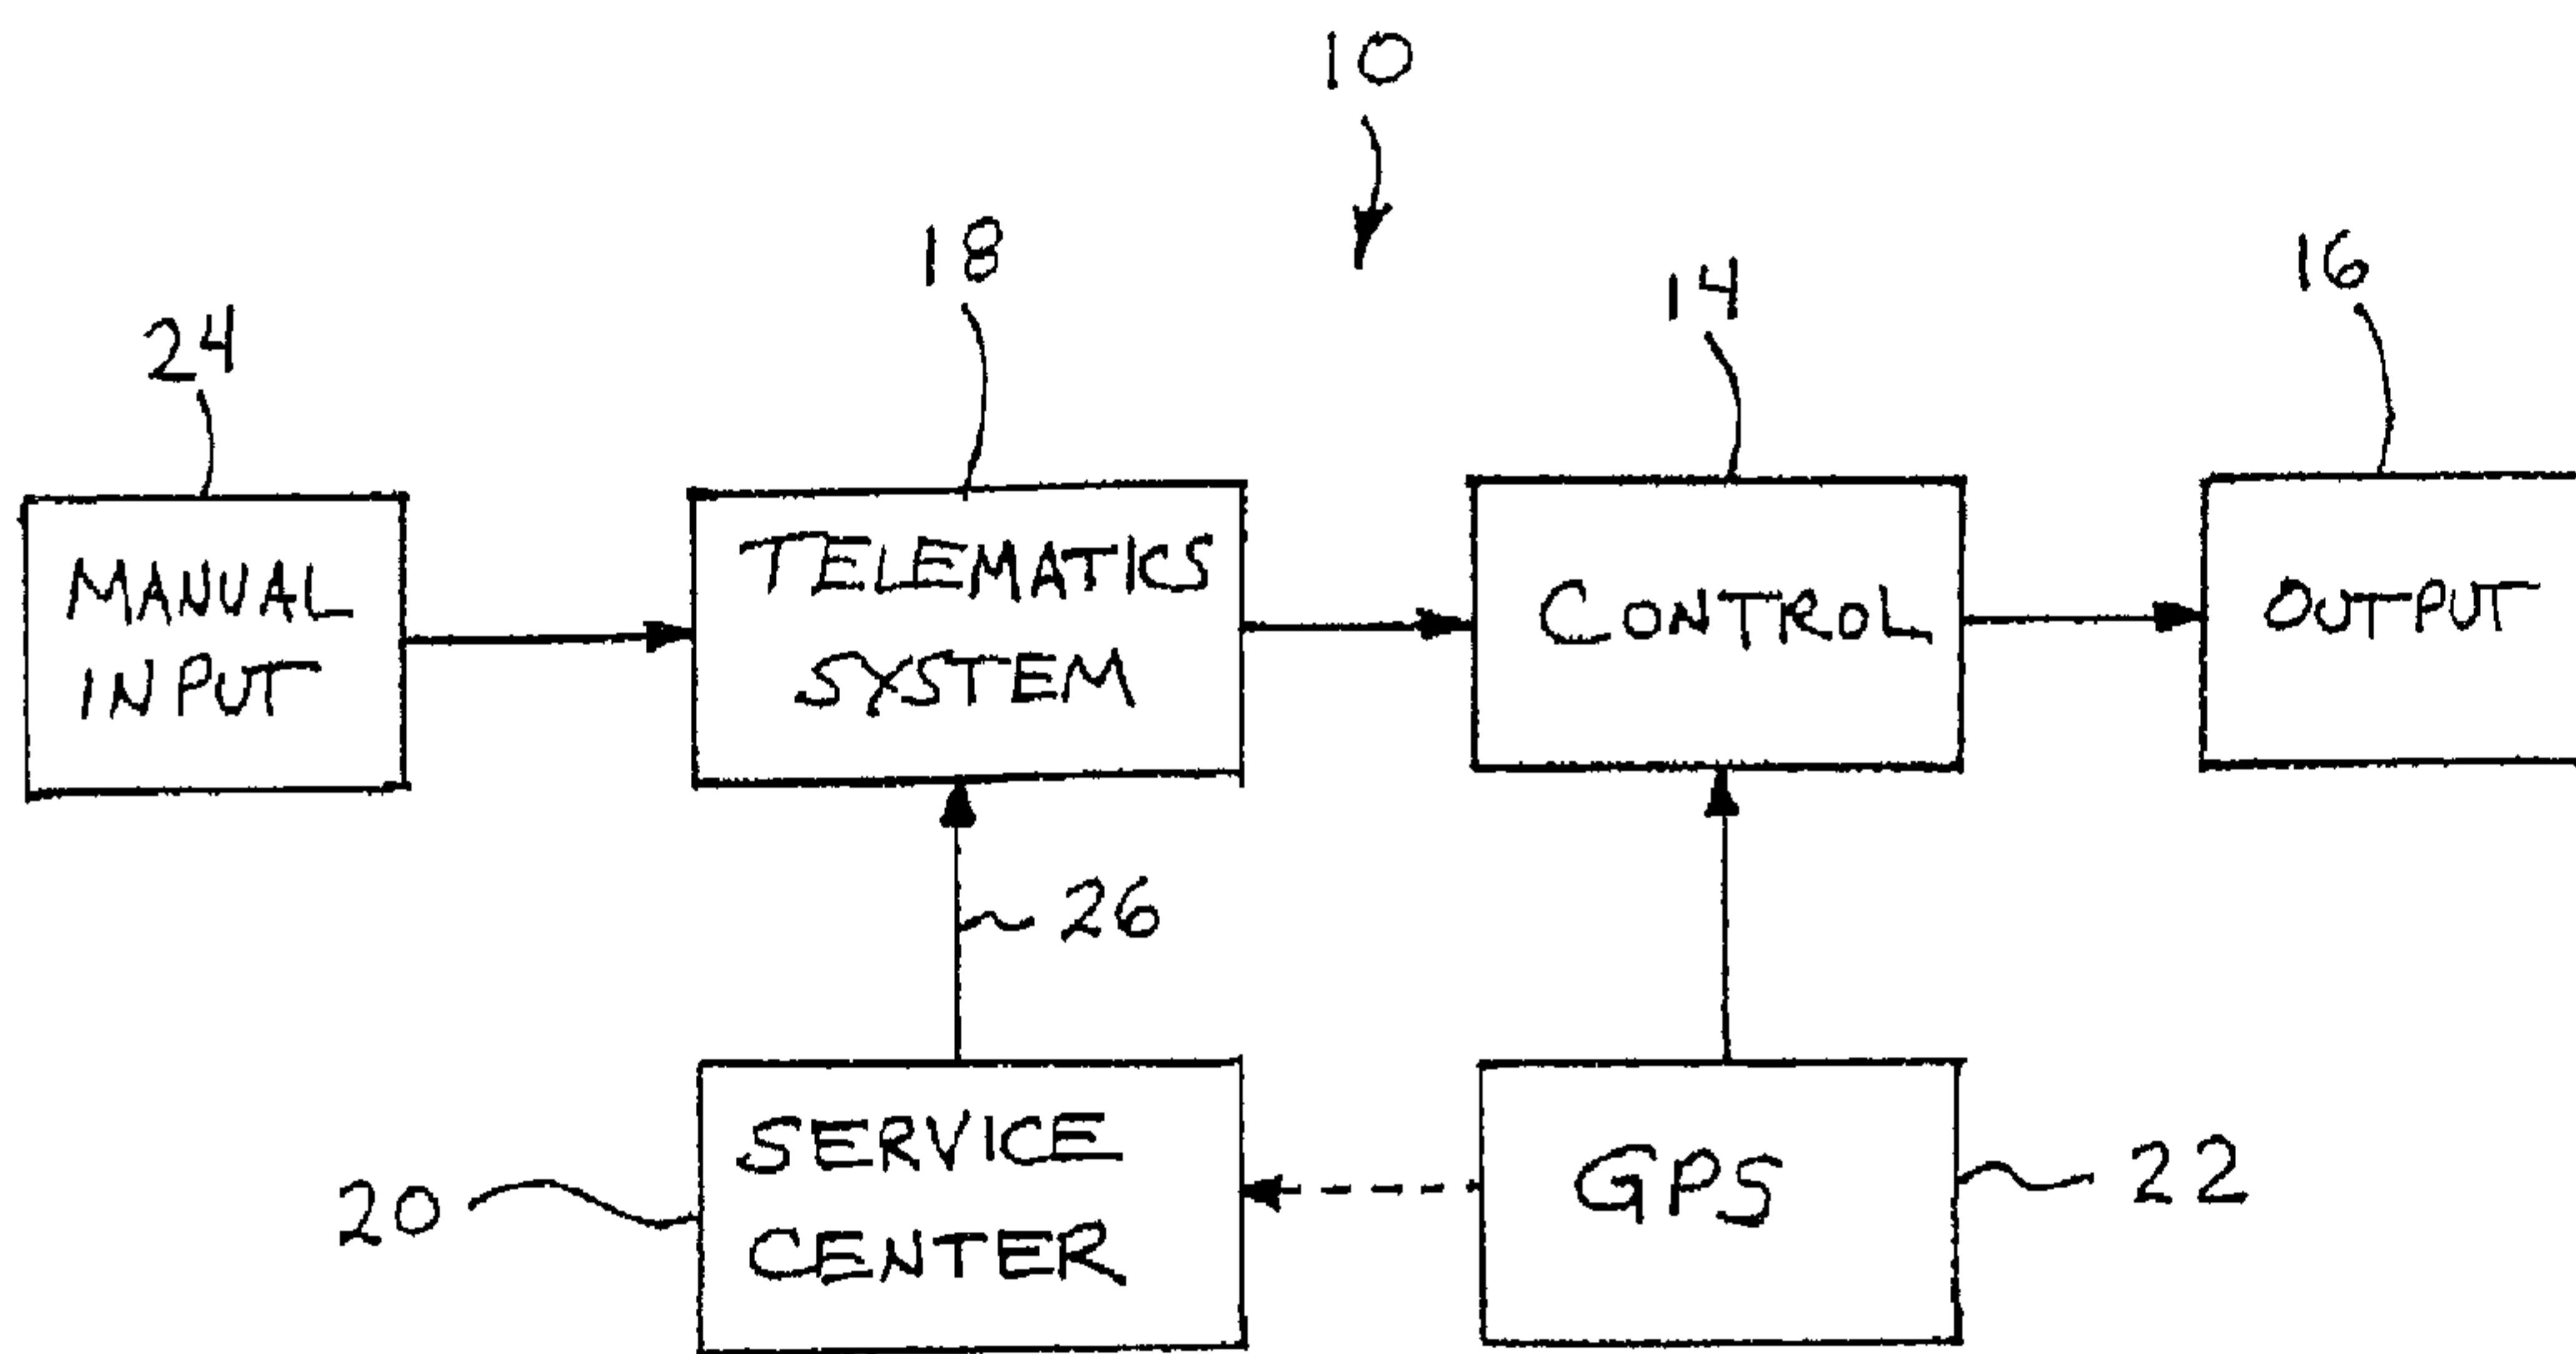 10
18
14
16
24
MANUAL
INPUT
TELEMATICS
SYSTEM
CONTROL
OUTPUT
26
SERVICE
CENTER
GPS
20
22